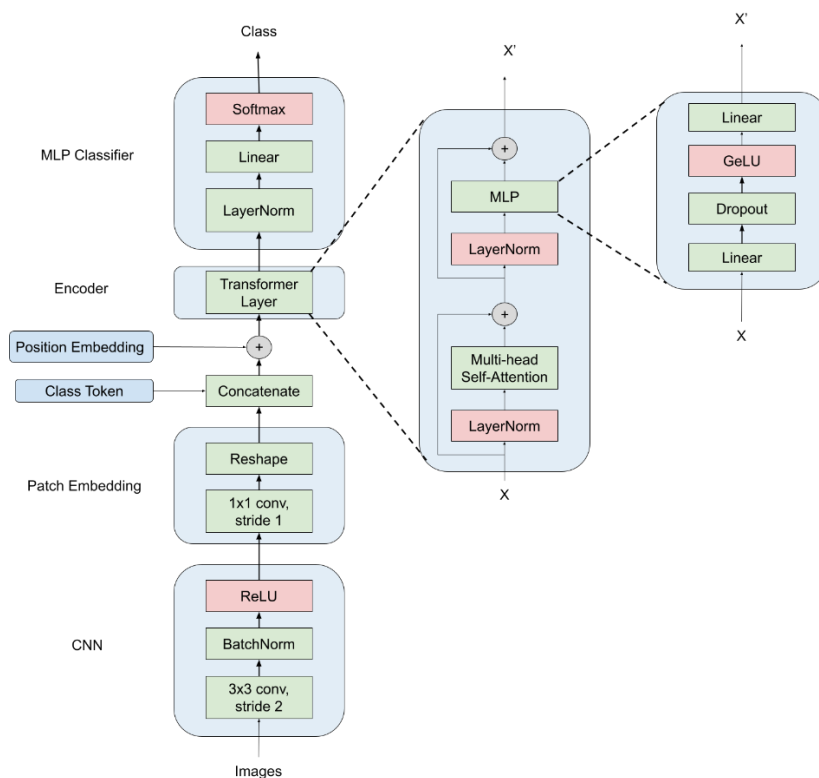 Class
Softmax
MLP Classifier
Linear
LayerNorm
Encoder
Transformer
Layer
Position Embedding
+
Class Token
Concatenate
Reshape
Patch Embedding
1x1 conv,
stride 1
ReLU
CNN
BatchNorm
3x3 conv,
stride 2
Images
X'
+
MLP
LayerNorm
+
Multi-head
Self-Attention
LayerNorm
X
X'
Linear
GeLU
Dropout
Linear
X